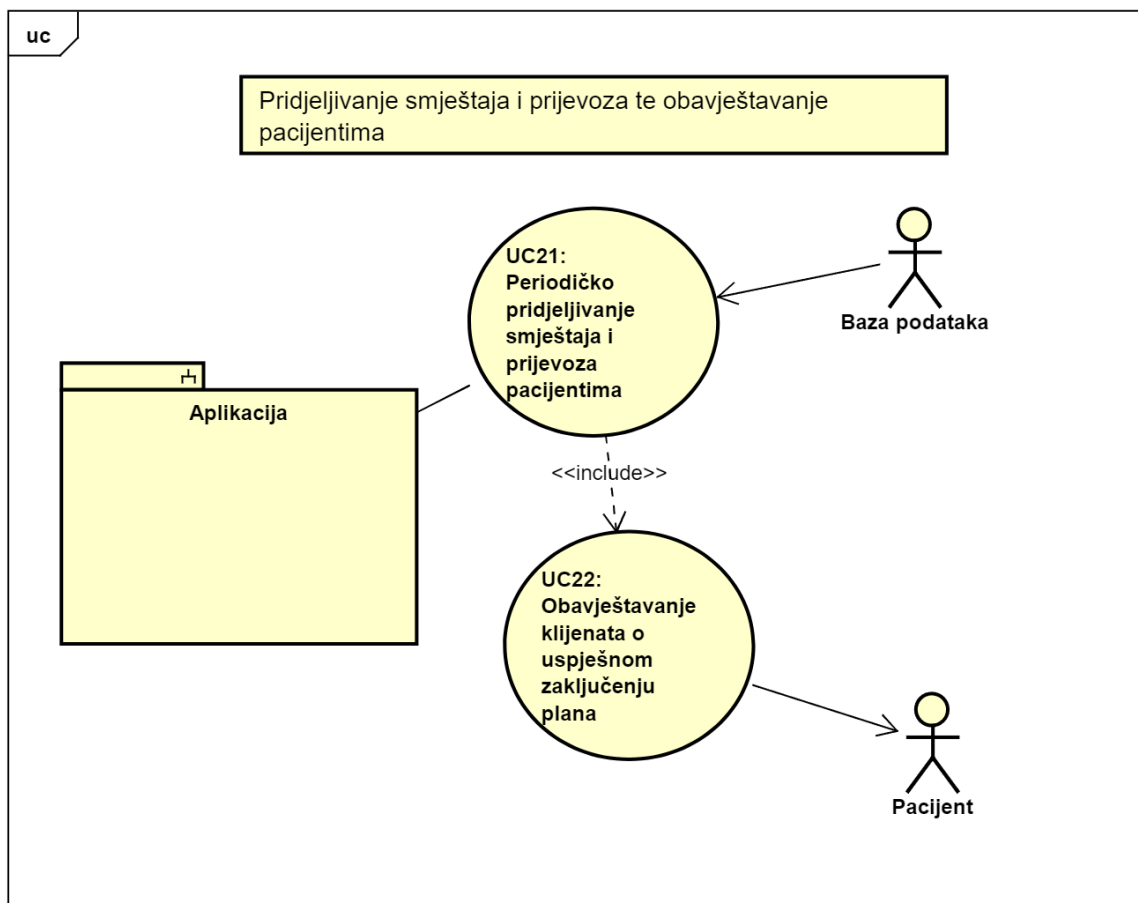 uc
Pridjeljivanje smještaja i prijevoza te obavještavanje
pacijentima
UC21:
Periodičko
pridjeljivanje
smještaja i
prijevoza
pacijentima
Baza podataka
Aplikacija
<<include>>
UC22:
Obavještavanje
klijenata o
uspješnom
zaključenju
plana
Pacijent